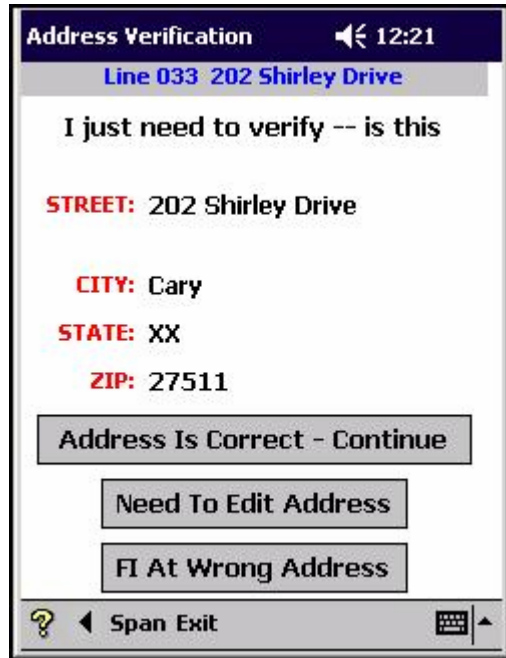 Address Verification 12:21
Line 033 202 Shirley Drive
I just need to verify -- is this
STREET: 202 Shirley Drive
CITY: Cary
STATE: XX
ZIP: 27511
Address Is Correct - Continue
Need To Edit Address
FI At Wrong Address
? Span Exit